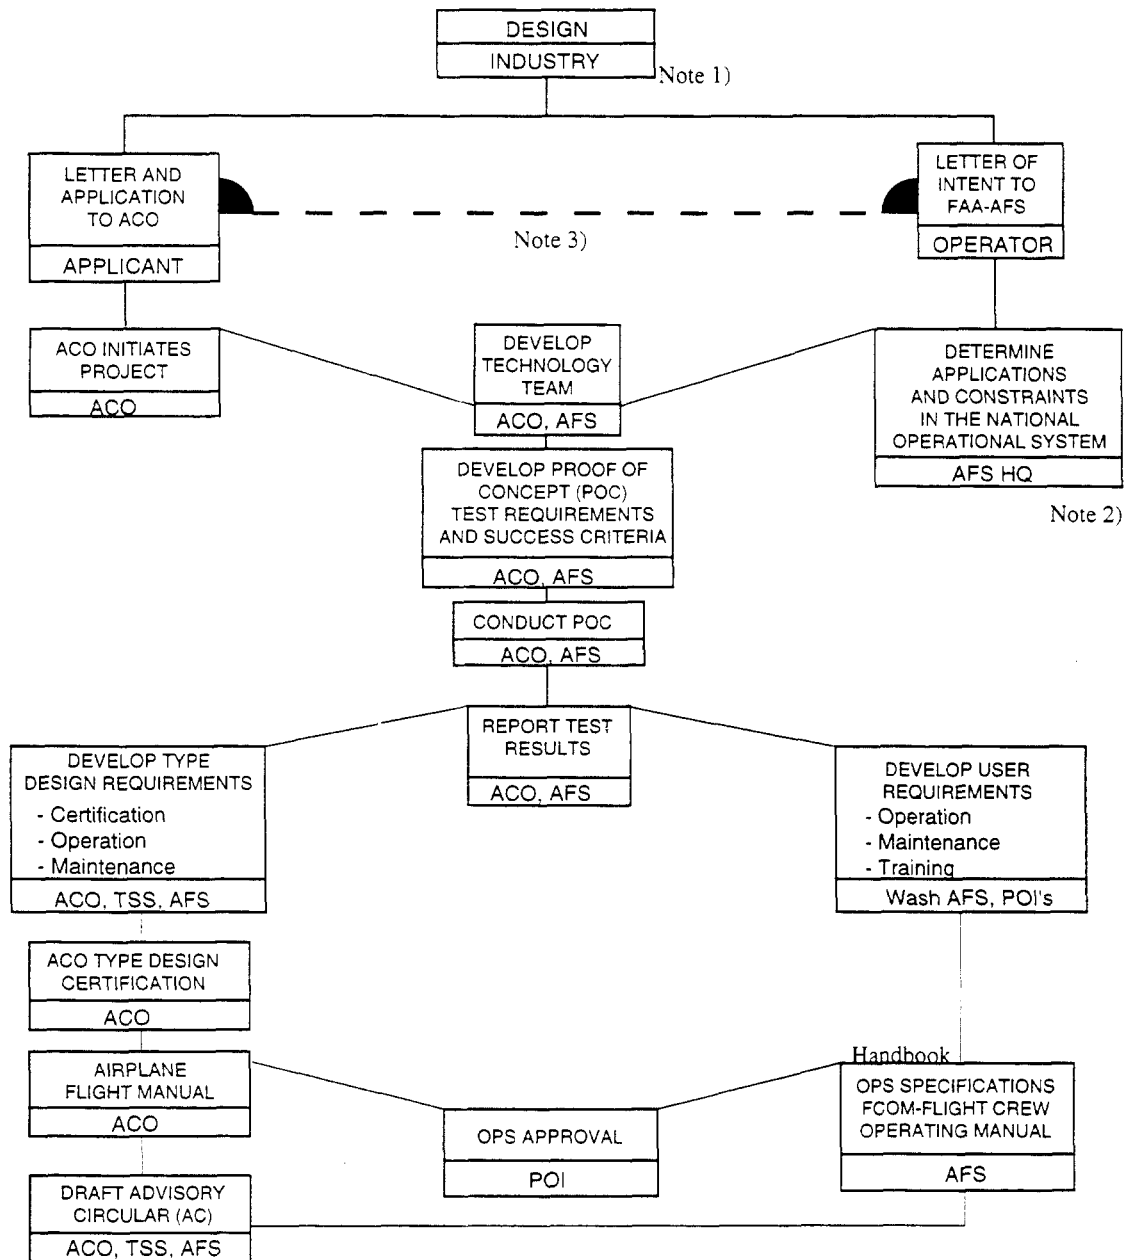 DESIGN
INDUSTRY
Note 1)
LETTER AND
APPLICATION
TO ACO
APPLICANT
LETTER OF
INTENT TO
FAA-AFS
OPERATOR
Note 3)
ACO INITIATES
PROJECT
ACO
DEVELOP
TECHNOLOGY
TEAM
ACO, AFS
DETERMINE
APPLICATIONS
AND CONSTRAINTS
IN THE NATIONAL
OPERATIONAL SYSTEM
AFS HQ
Note 2)
DEVELOP PROOF OF
CONCEPT (POC)
TEST REQUIREMENTS
AND SUCCESS CRITERIA
ACO, AFS
CONDUCT POC
ACO, AFS
REPORT TEST
RESULTS
ACO, AFS
DEVELOP TYPE
DESIGN REQUIREMENTS
- Certification
- Operation
- Maintenance
ACO, TSS, AFS
DEVELOP USER
REQUIREMENTS
- Operation
- Maintenance
- Training
Wash AFS, POI's
ACO TYPE DESIGN
CERTIFICATION
ACO
AIRPLANE
FLIGHT MANUAL
ACO
Handbook
OPS SPECIFICATIONS
FCOM-FLIGHT CREW
OPERATING MANUAL
AFS
OPS APPROVAL
POI
DRAFT ADVISORY
CIRCULAR (AC)
ACO, TSS, AFS